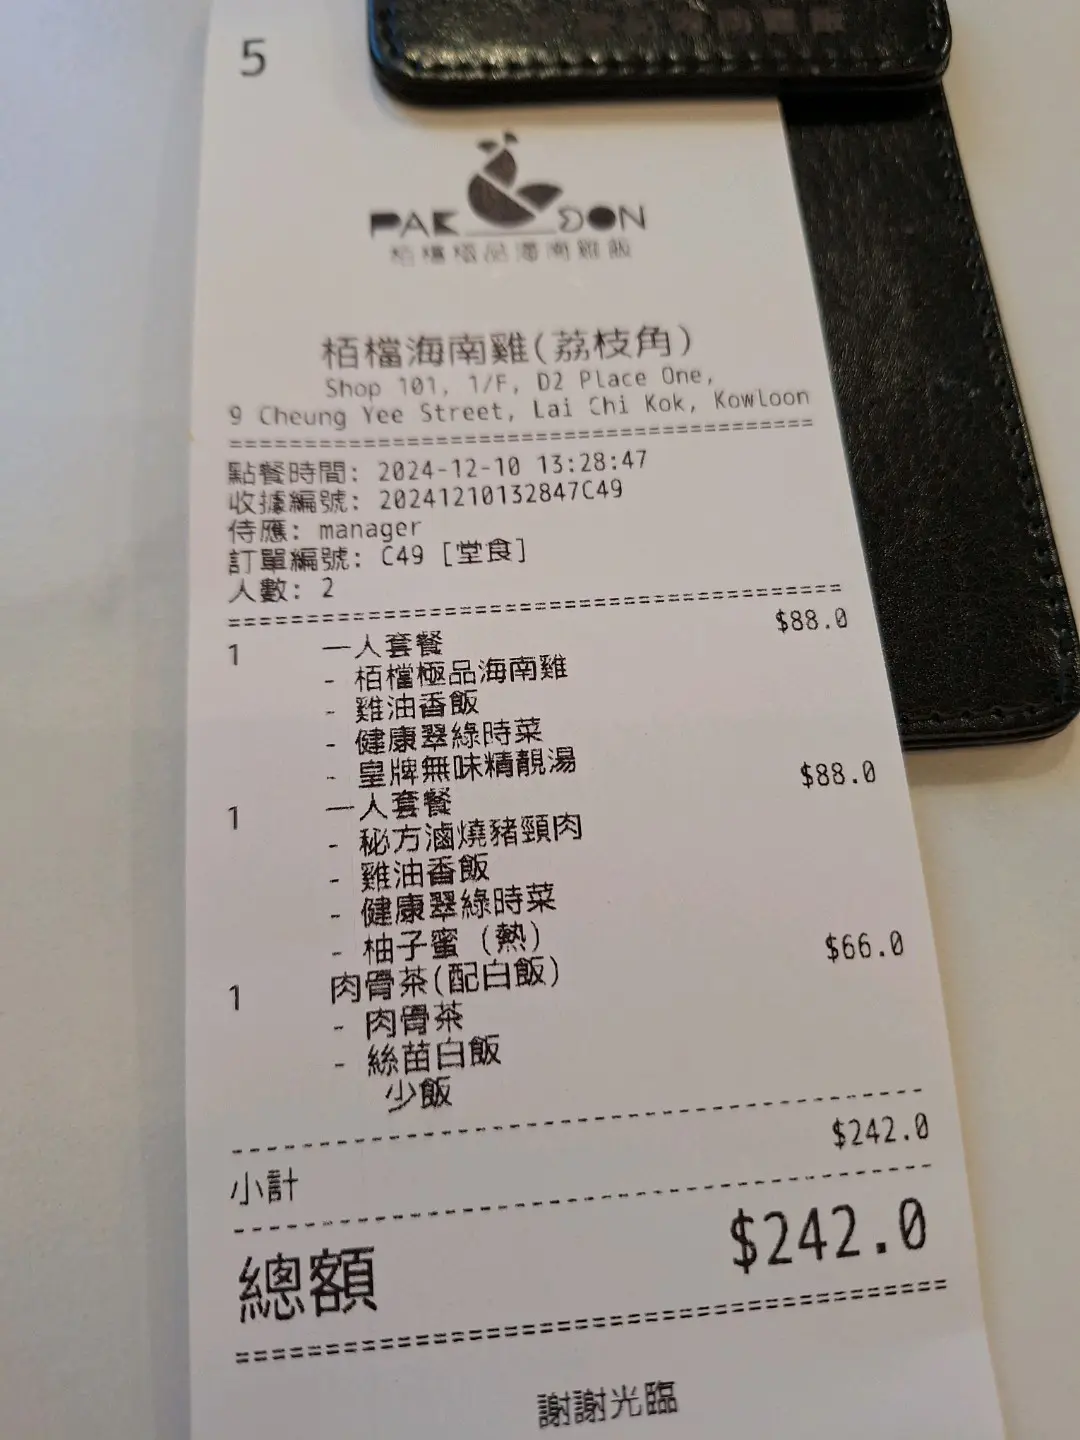 5
PAK DON
栢檔極品海南雞飯
栢檔海南雞(荔枝角)
Shop 101, 1/F, D2 Place One,
9 Cheung Yee Street, Lai Chi Kok, Kowloon
點餐時間: 2024-12-10 13:28:47
收據編號: 20241210132847C49
侍應: manager
訂單編號: C49 [堂食]
人數: 2
1 一人套餐 $88.0
- 栢檔極品海南雞
- 雞油香飯
- 健康翠綠時菜
- 皇牌無味精靚湯
1 一人套餐 $88.0
- 秘方滷燒豬頸肉
- 雞油香飯
- 健康翠綠時菜
- 柚子蜜 (熱)
1 肉骨茶(配白飯) $66.0
- 肉骨茶
- 絲苗白飯
少飯
小計 $242.0
總額 $242.0
謝謝光臨